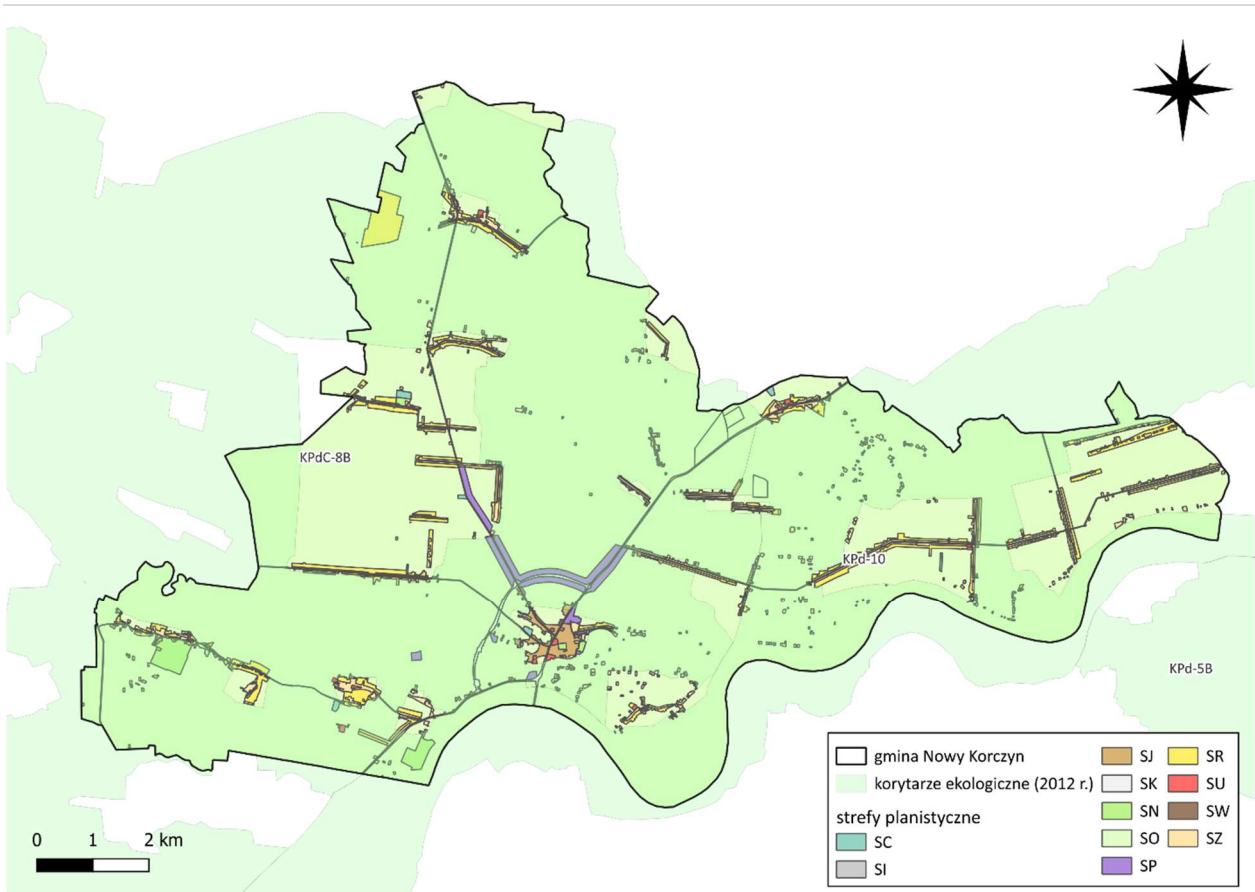 KPdC-8B
KPd-10
KPd-5B
gmina Nowy Korczyn
korytarze ekologiczne (2012 r.)
strefy planistyczne
SC
SI
SJ
SK
SN
SO
SP
SR
SU
SW
SZ
0 1 2 km